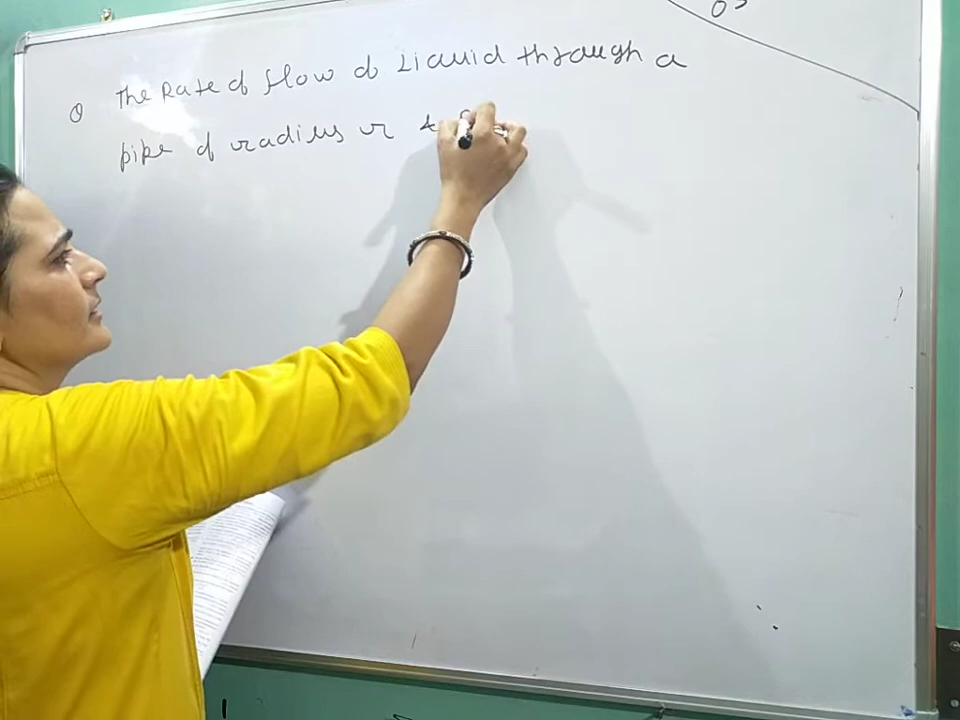 Q The Rate of flow of Liquid through a
pipe of radius r &